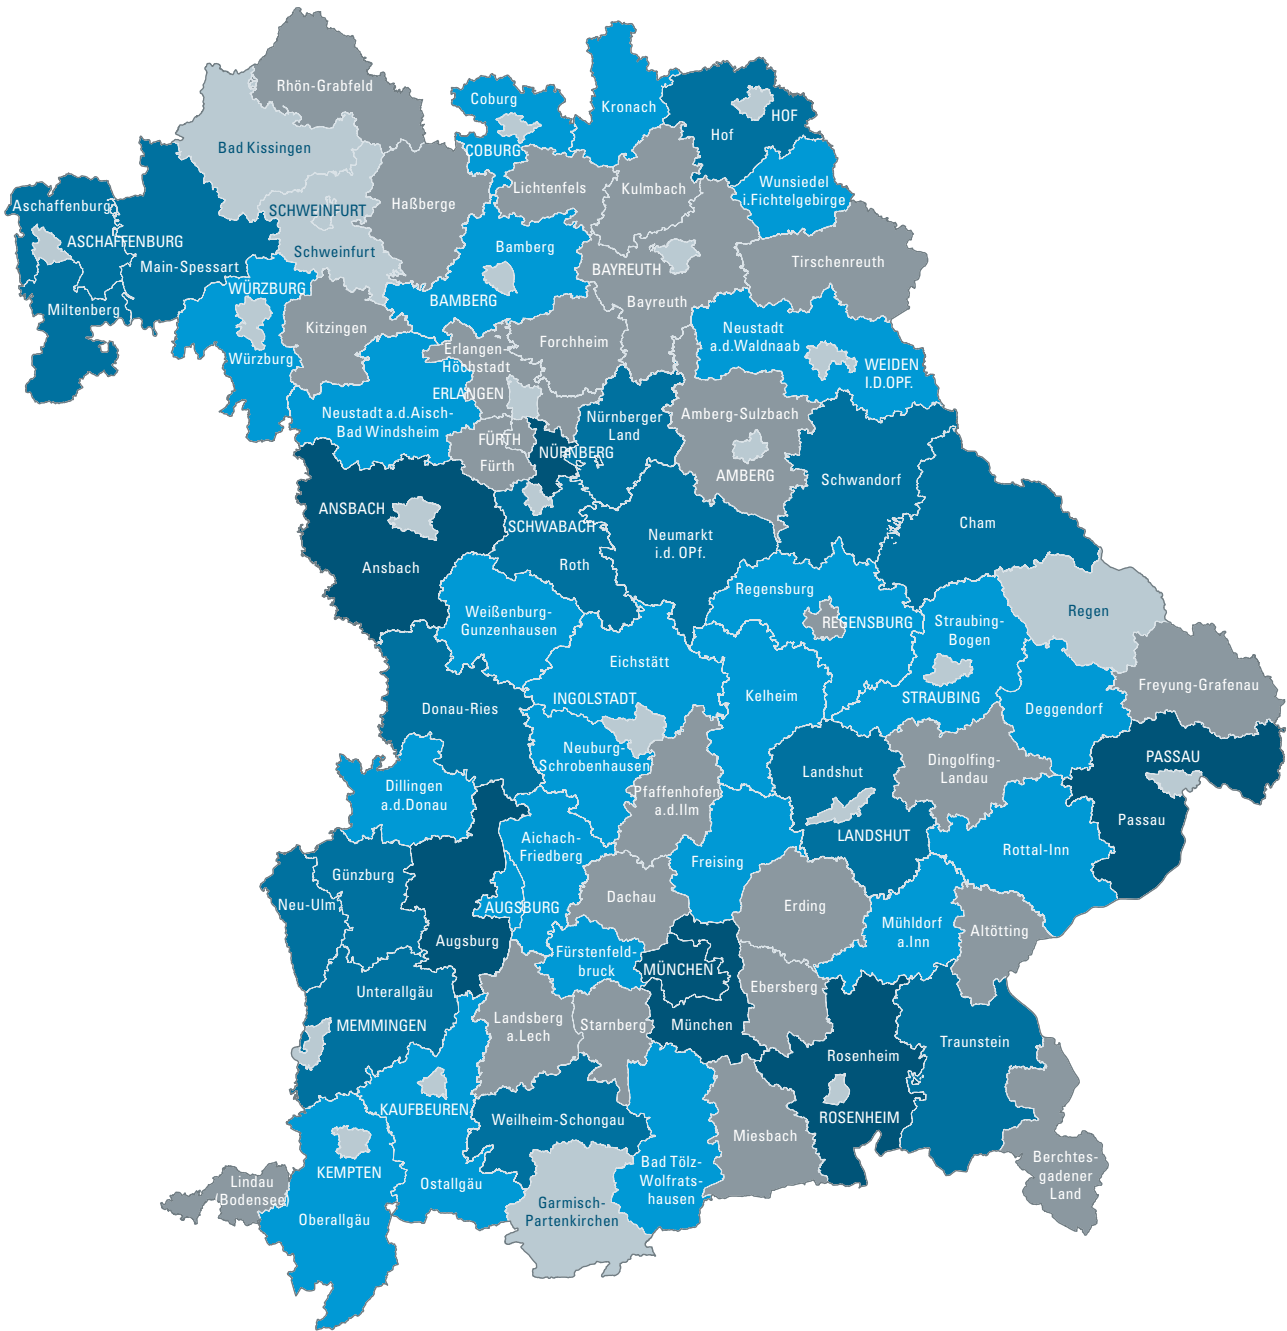 Rhön-Grabfeld
Coburg
Kronach
HOF
Hof
Bad Kissingen
COBURG
Wunsiedel
i.Fichtelgebirge
Lichtenfels
Kulmbach
Aschaffenburg
SCHWEINFURT
Haßberge
ASCHAFFENBURG
Schweinfurt
Bamberg
Main-Spessart
BAYREUTH
Tirschenreuth
WÜRZBURG
BAMBERG
Bayreuth
Miltenberg
Kitzingen
Neustadt
a.d.Waldnaab
Forchheim
Erlangen-
Höchstadt
Würzburg
WEIDEN
I.D.OPF.
ERLANGEN
Neustadt a.d.Aisch-
Bad Windsheim
Nürnberger
Land
Amberg-Sulzbach
FÜRTH
NÜRNBERG
Fürth
AMBERG
Schwandorf
ANSBACH
SCHWABACH
Cham
Neumarkt
i.d. OPf.
Ansbach
Roth
Regensburg
Weißenburg-
Gunzenhausen
REGENSBURG
Straubing-
Bogen
Regen
Eichstätt
INGOLSTADT
Kelheim
STRAUBING
Freyung-Grafenau
Donau-Ries
Deggendorf
Neuburg-
Schrobenhausen
Landshut
Dingolfing-
Landau
PASSAU
Dillingen
a.d.Donau
Pfaffenhofen
a.d.Ilm
Passau
Aichach-
Friedberg
LANDSHUT
Freising
Rottal-Inn
Günzburg
Neu-Ulm
AUGSBURG
Dachau
Erding
Mühldorf
a.Inn
Altötting
Augsburg
Fürstenfeld-
bruck
MÜNCHEN
Ebersberg
Unterallgäu
Landsberg
a.Lech
Starnberg
München
MEMMINGEN
Rosenheim
Traunstein
KAUFBEUREN
Weilheim-Schongau
ROSENHEIM
Miesbach
KEMPTEN
Bad Tölz-
Wolfrats-
hausen
Berchtes-
gadener
Land
Lindau
(Bodensee)
Ostallgäu
Garmisch-
Partenkirchen
Oberallgäu